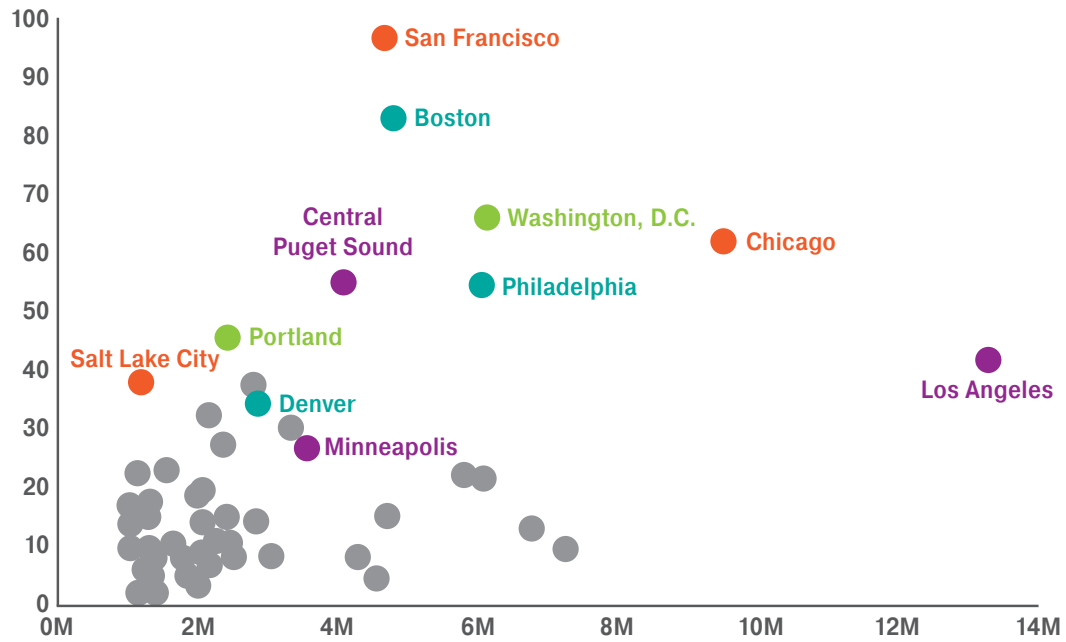 100
90
80
70
60
50
40
30
20
10
0
San Francisco
Boston
Washington, D.C.
Central
Puget Sound
Chicago
Philadelphia
Portland
Salt Lake City
Los Angeles
Denver
Minneapolis
0M
2M
4M
6M
8M
10M
12M
14M